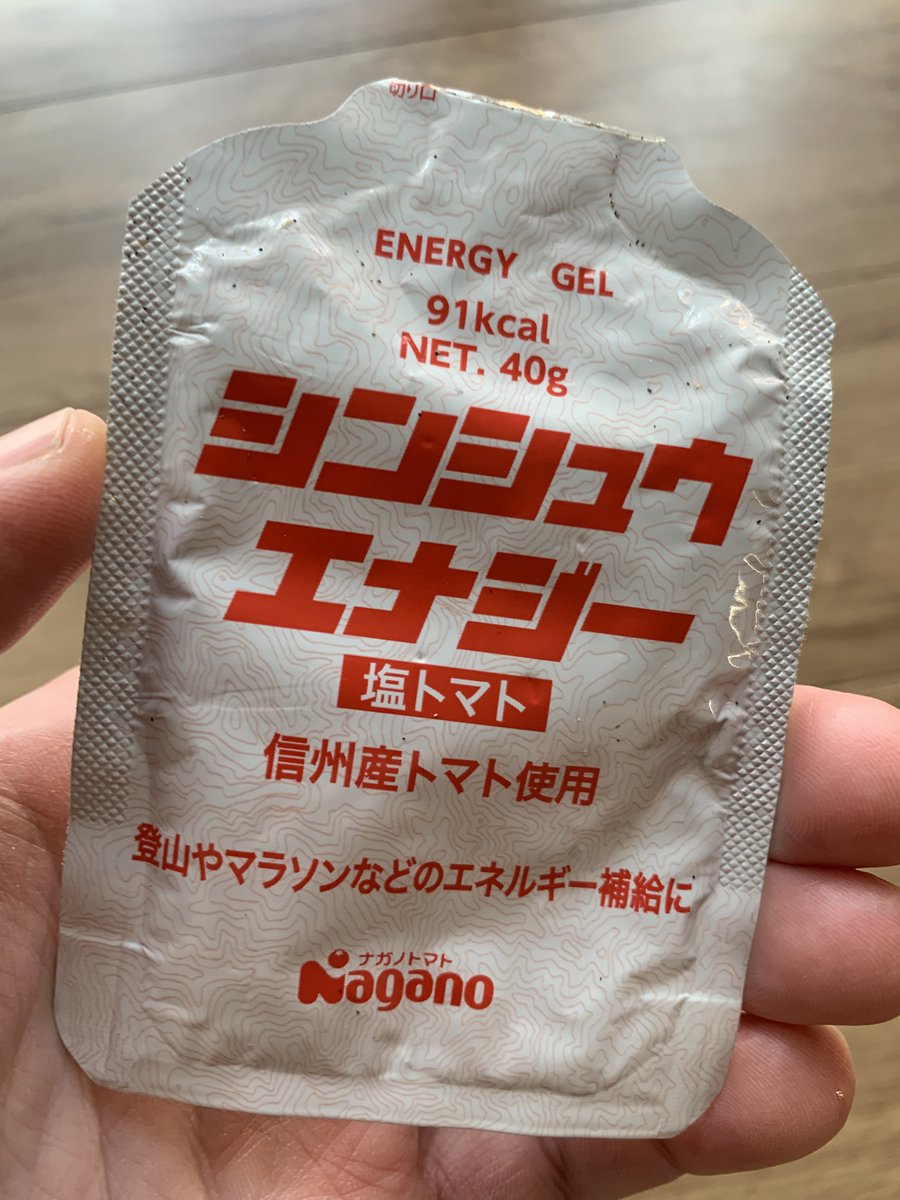 切り口
ENERGY GEL
91kcal
NET. 40g
シンシュウ
エナジー
塩トマト
信州産トマト使用
登山やマラソンなどのエネルギー補給に
ナガノトマト
Nagano